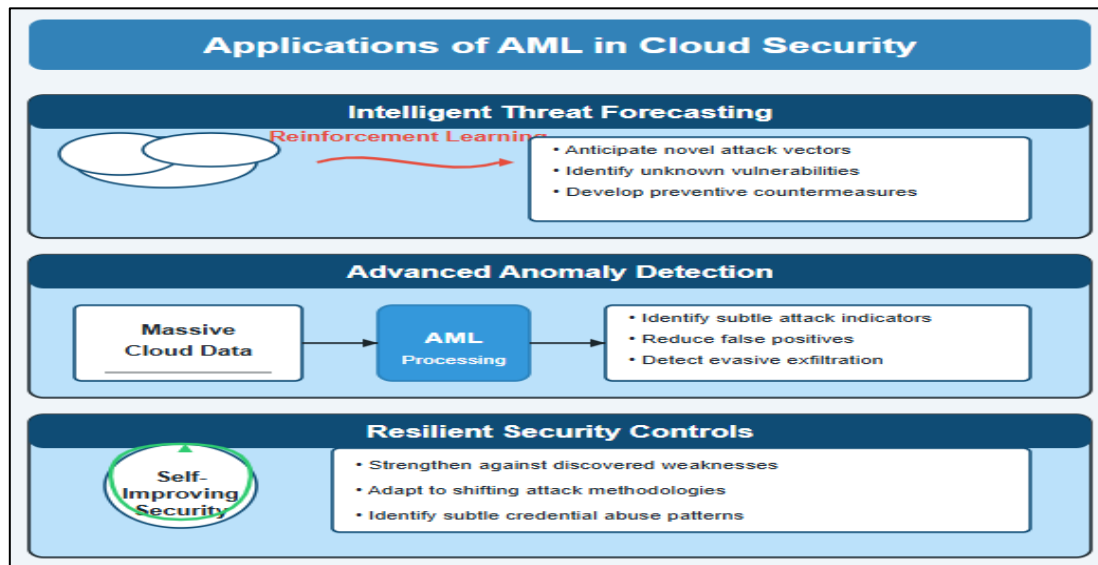 Applications of AML in Cloud Security
Intelligent Threat Forecasting
Reinforcement Learning
• Anticipate novel attack vectors
• Identify unknown vulnerabilities
• Develop preventive countermeasures
Advanced Anomaly Detection
Massive
Cloud Data
AML
Processing
• Identify subtle attack indicators
• Reduce false positives
• Detect evasive exfiltration
Resilient Security Controls
Self-
Improving
Security
• Strengthen against discovered weaknesses
• Adapt to shifting attack methodologies
• Identify subtle credential abuse patterns